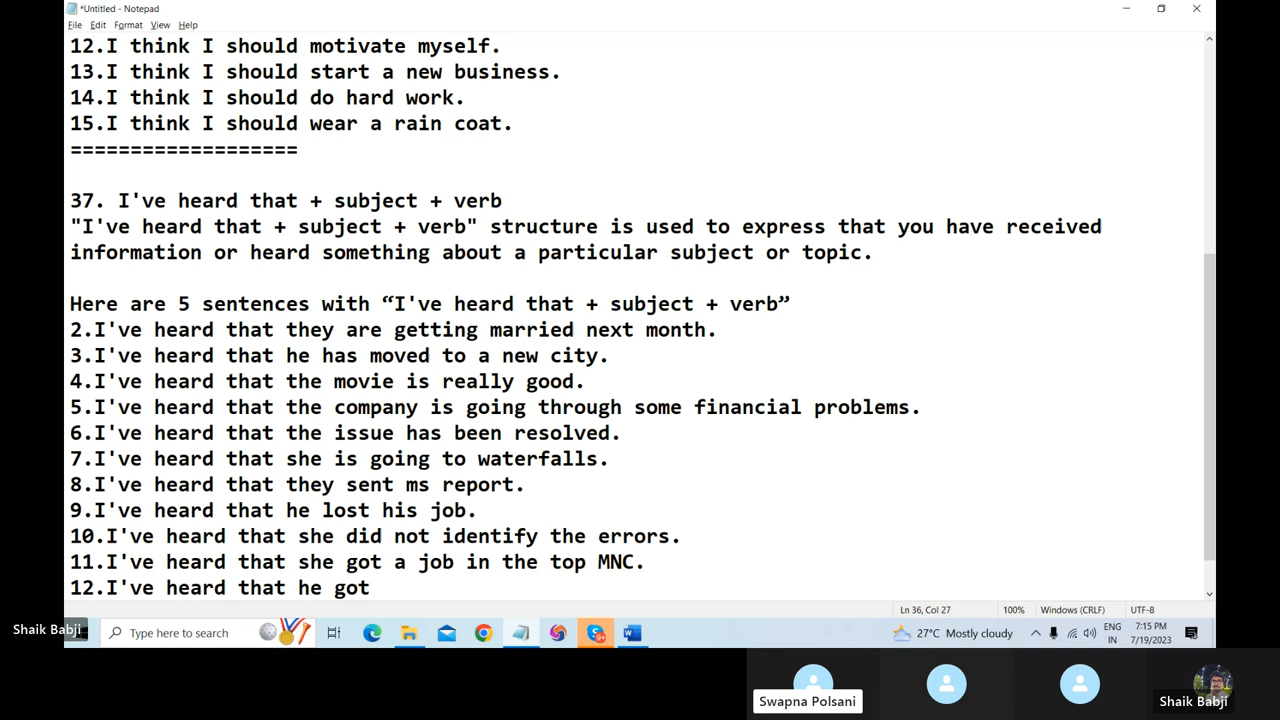 *Untitled - Notepad
File Edit Format View Help
12.I think I should motivate myself.
13.I think I should start a new business.
14.I think I should do hard work.
15.I think I should wear a rain coat.
===================
37. I've heard that + subject + verb
"I've heard that + subject + verb" structure is used to express that you have received
information or heard something about a particular subject or topic.
Here are 5 sentences with “I've heard that + subject + verb”
2.I've heard that they are getting married next month.
3.I've heard that he has moved to a new city.
4.I've heard that the movie is really good.
5.I've heard that the company is going through some financial problems.
6.I've heard that the issue has been resolved.
7.I've heard that she is going to waterfalls.
8.I've heard that they sent ms report.
9.I've heard that he lost his job.
10.I've heard that she did not identify the errors.
11.I've heard that she got a job in the top MNC.
12.I've heard that he got
Ln 36, Col 27 100% Windows (CRLF) UTF-8
Shaik Babji
Type here to search
27°C Mostly cloudy
ENG
IN
7:15 PM
7/19/2023
Swapna Polsani
Shaik Babji